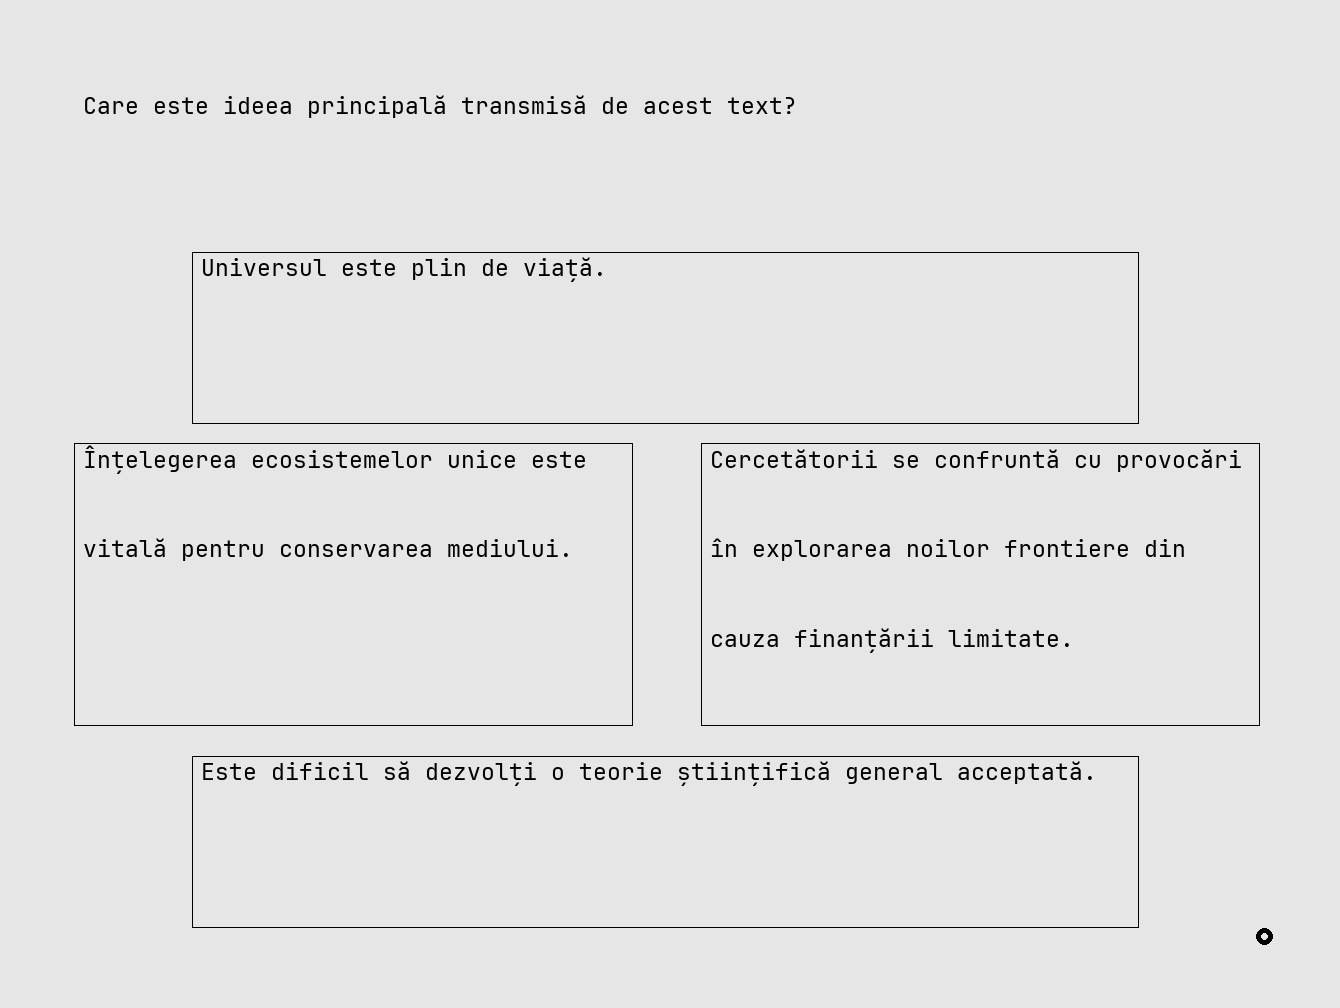 Care este ideea principală transmisă de acest text?
Universul este plin de viață.
Înțelegerea ecosistemelor unice este
vitală pentru conservarea mediului.
Cercetătorii se confruntă cu provocări
în explorarea noilor frontiere din
cauza finanțării limitate.
Este dificil să dezvolți o teorie științifică general acceptată.